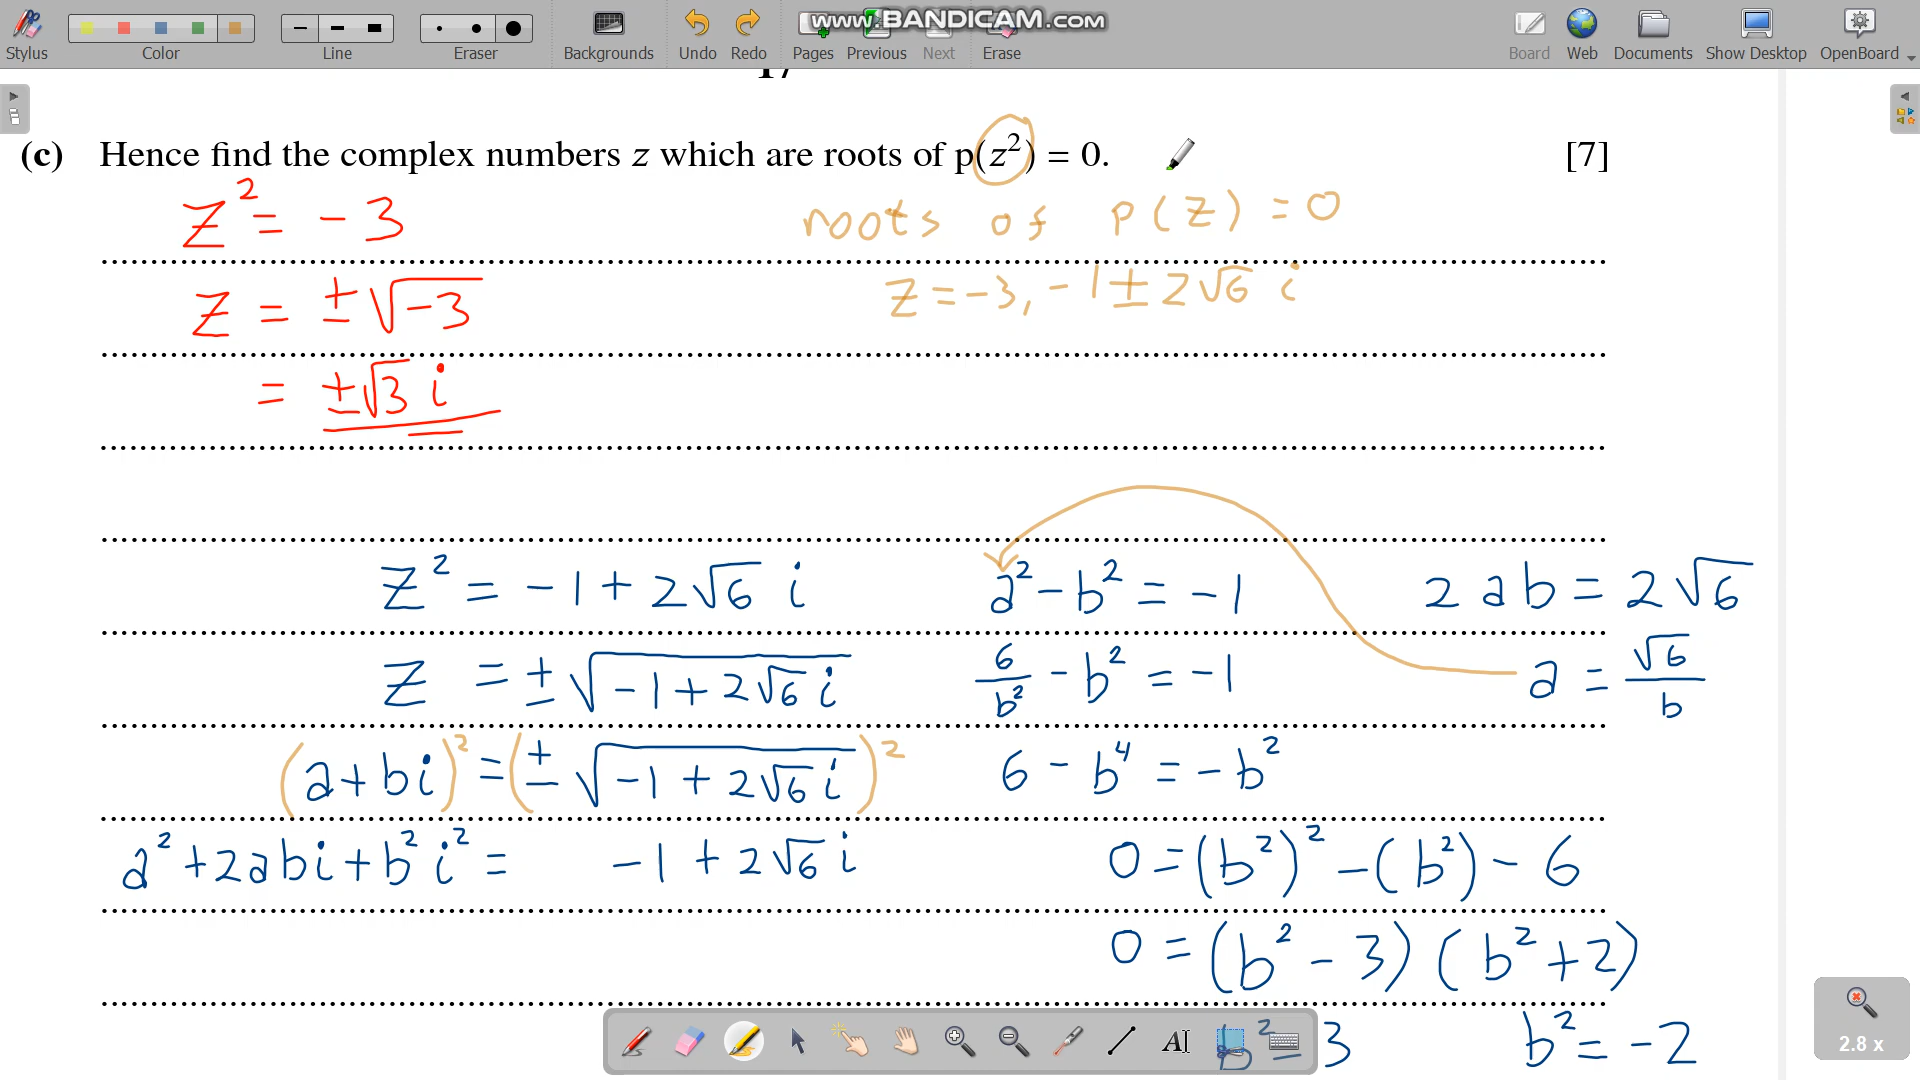 www.BANDICAM.com
Stylus Color Line Eraser Backgrounds Undo Redo Pages Previous Next Erase Board Web Documents Show Desktop OpenBoard
(c) Hence find the complex numbers z which are roots of p(z²) = 0. [7]
z² = -3
roots of p(z) = 0
z = ±√-3
z = -3, -1 ± 2√6 i
= ±√3 i
z² = -1 + 2√6 i
a² - b² = -1
2ab = 2√6
z = ±√(-1 + 2√6 i)
6/b² - b² = -1
a = √6/b
(a + bi)² = (±√(-1 + 2√6 i))²
6 - b⁴ = -b²
a² + 2abi + b²i² = -1 + 2√6 i
0 = (b²)² - (b²) - 6
0 = (b² - 3)(b² + 2)
b² = 3
b² = -2
2.8 x